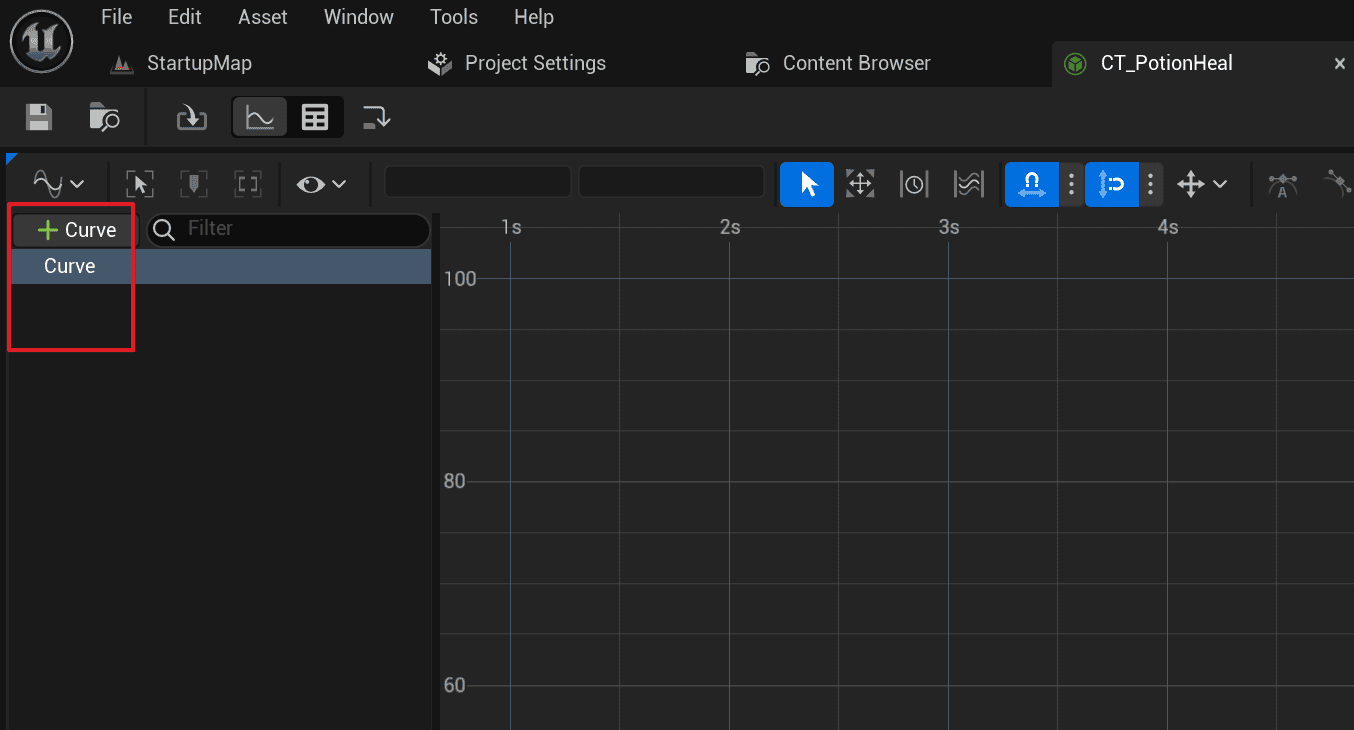 File Edit Asset Window Tools Help
StartupMap Project Settings Content Browser CT_PotionHeal
Curve Filter
Curve
1s 2s 3s 4s
100
80
60